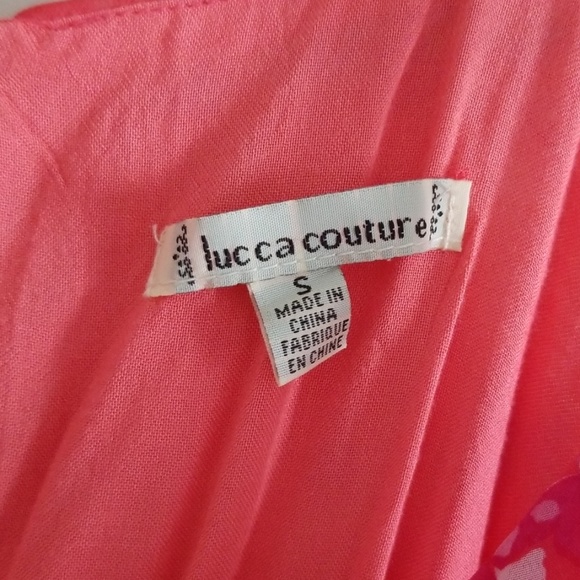 lucca couture
S
MADE IN
CHINA
FABRIQUE
EN CHINE